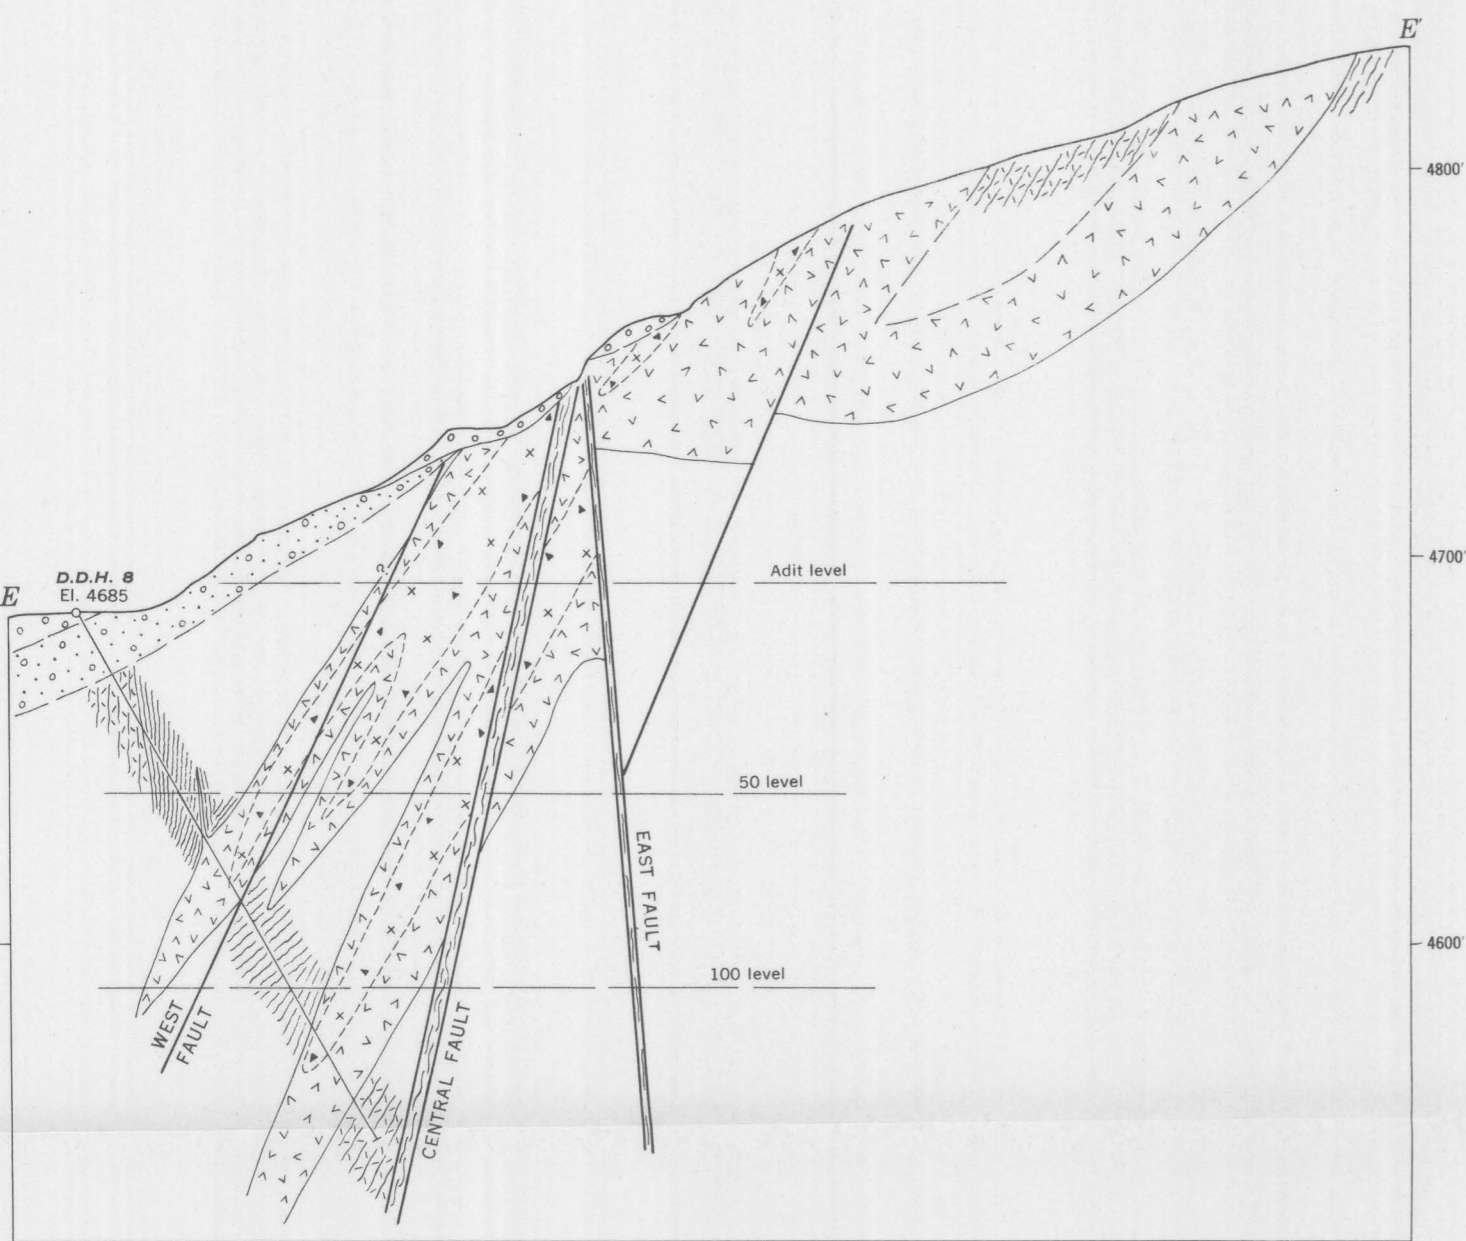 E'
4800'
4700'
Adit level
D.D.H. 8
El. 4685
E
50 level
EAST FAULT
4600'
100 level
WEST
FAULT
CENTRAL FAULT